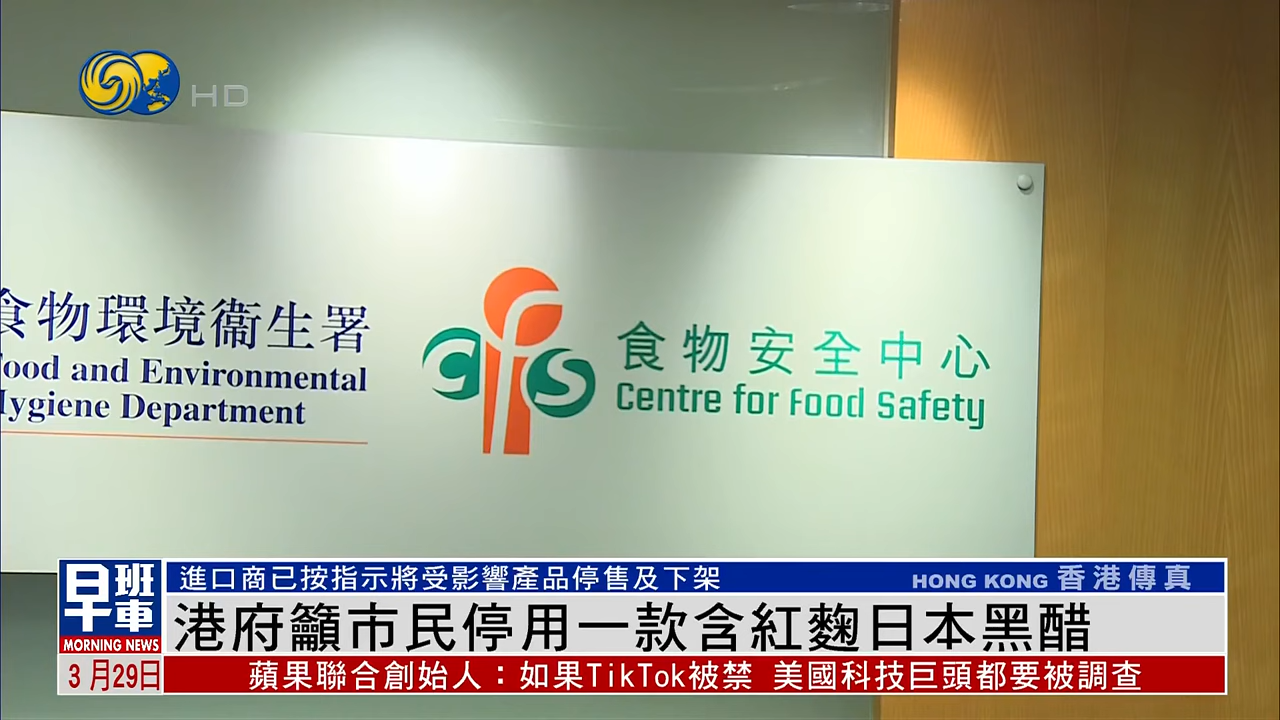 HD
食物環境衞生署
ood and Environmental
ygiene Department
cfs
食物安全中心
Centre for Food Safety
早班車
MORNING NEWS
進口商已按指示將受影響產品停售及下架
HONG KONG 香港傳真
港府籲市民停用一款含紅麴日本黑醋
3月29日
蘋果聯合創始人：如果TikTok被禁 美國科技巨頭都要被調查